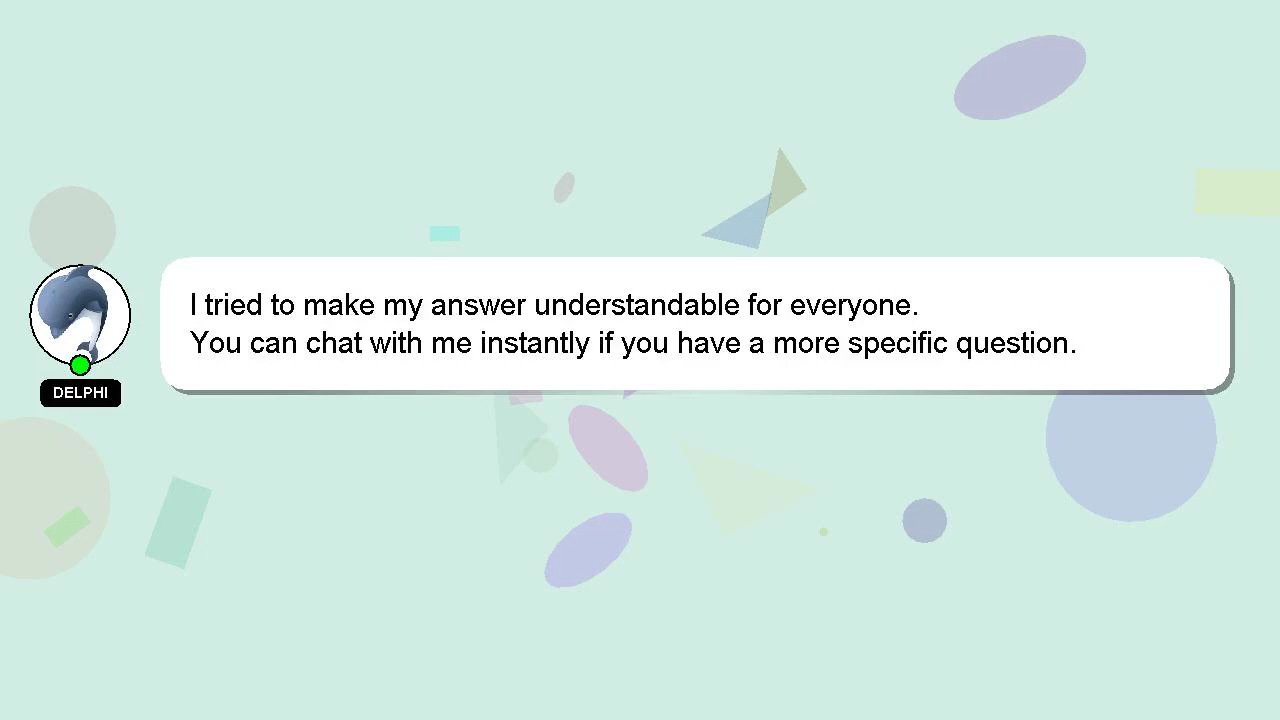 I tried to make my answer understandable for everyone.
You can chat with me instantly if you have a more specific question.
DELPHI